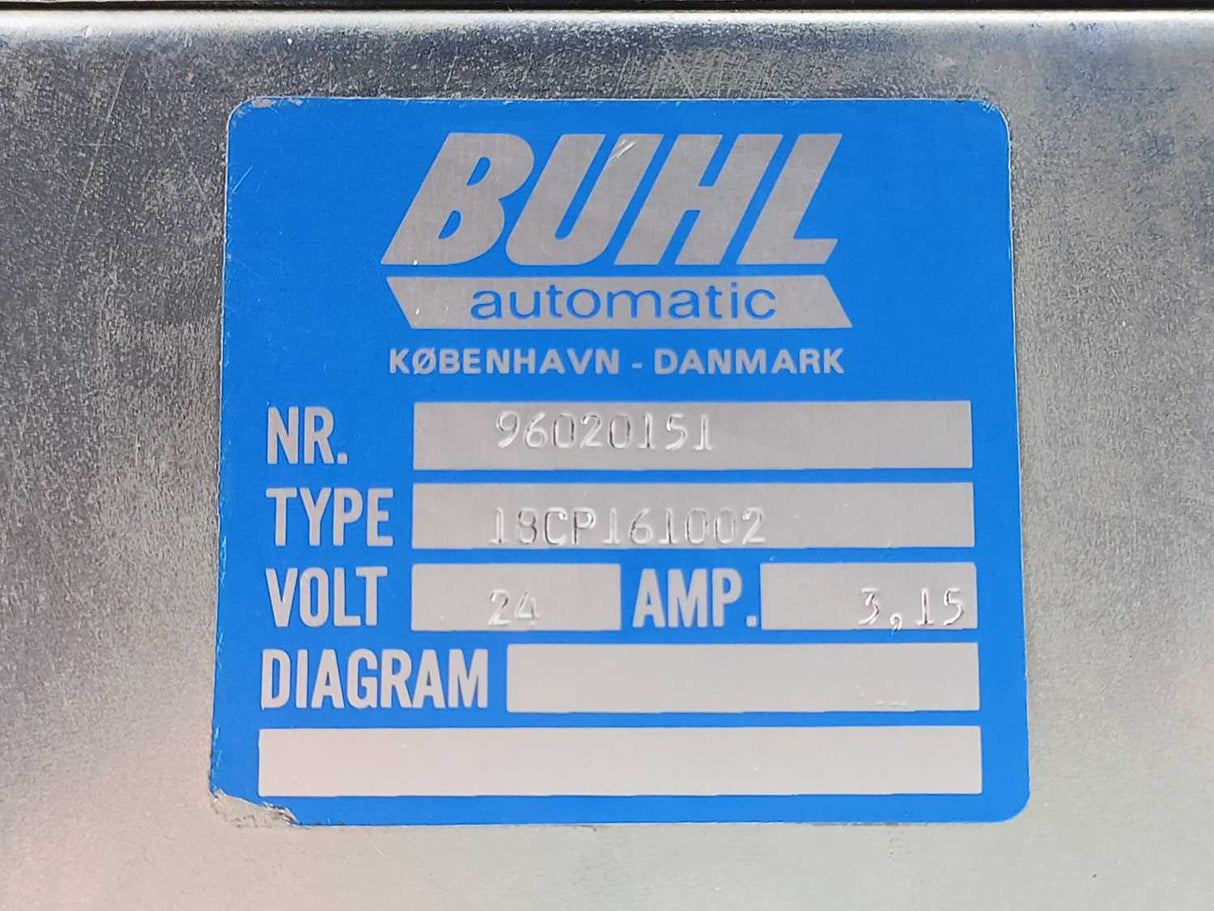 BUHL
automatic
KØBENHAVN - DANMARK
NR. 96020151
TYPE 18CP161002
VOLT 24 AMP. 3,15
DIAGRAM